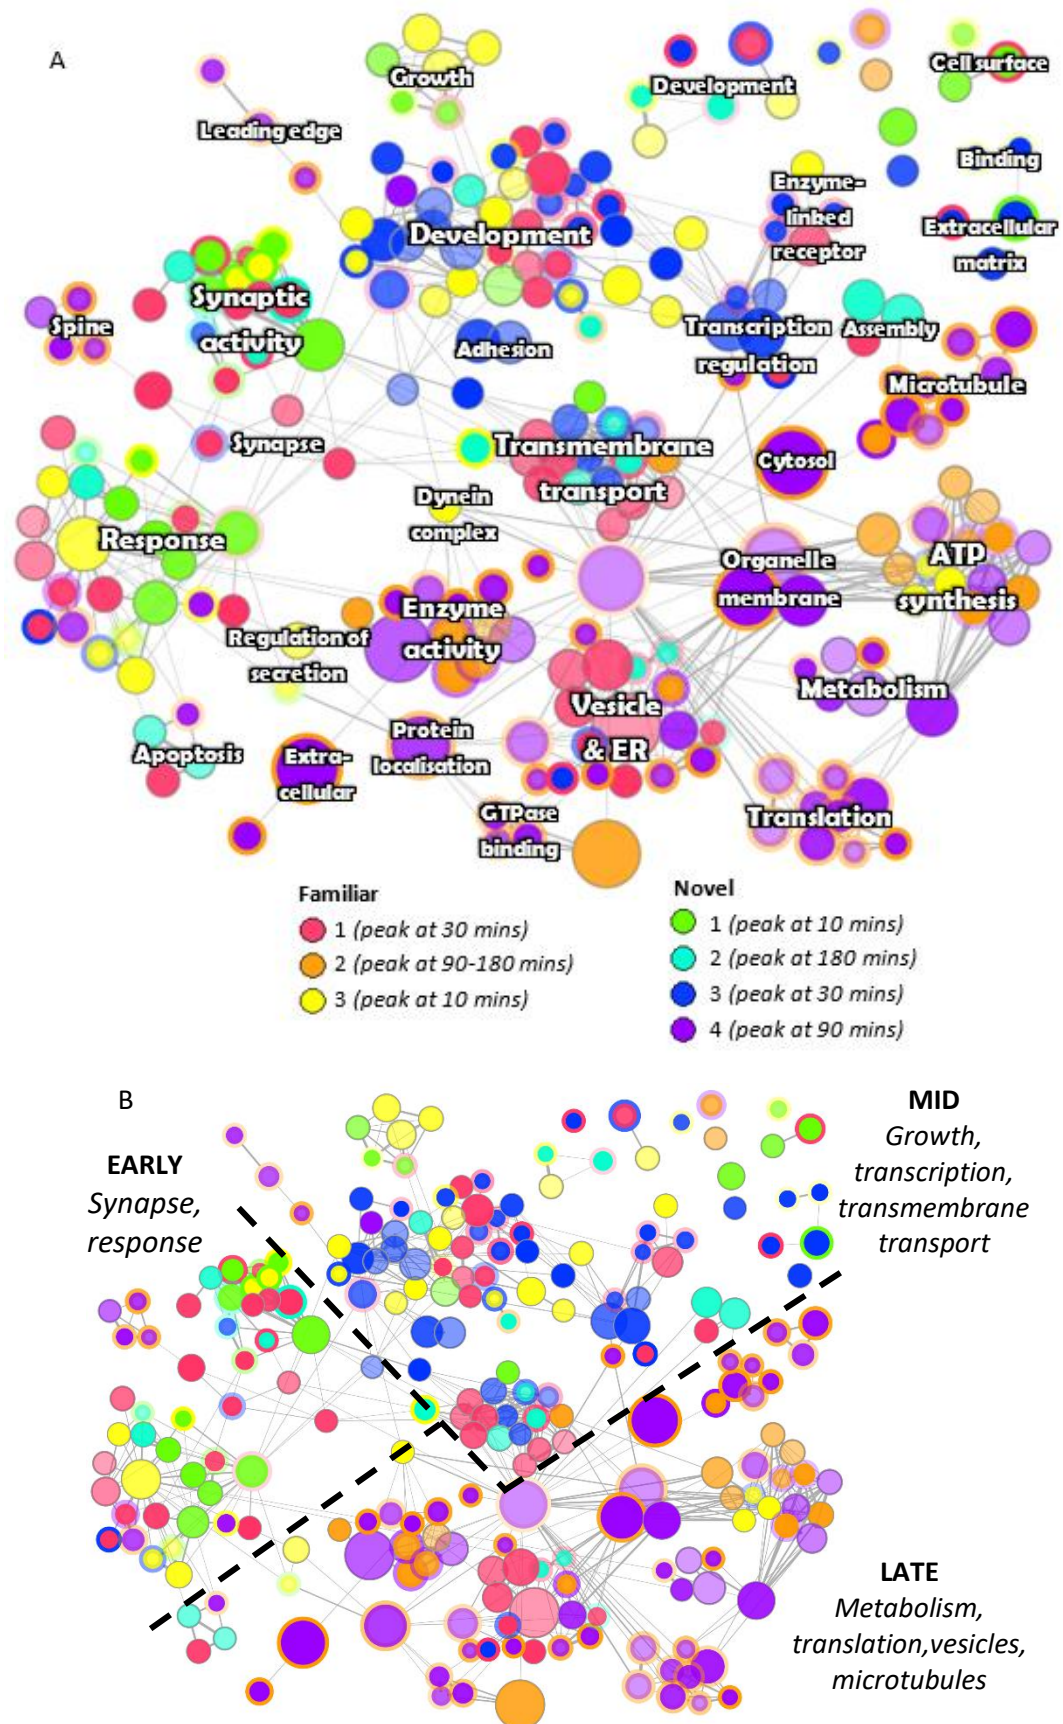 A
Growth
Development
Cell surface
Leading edge
Binding
Enzyme-
linked
receptor
Development
Extracellular
matrix
Synaptic
activity
Spine
Adhesion
Transcription
regulation
Assembly
Microtubule
Synapse
Transmembrane
transport
Cytosol
Dynein
complex
Response
Organelle
membrane
ATP
synthesis
Enzyme
activity
Regulation of
secretion
Metabolism
Vesicle
& ER
Protein
localisation
Apoptosis
Extra-
cellular
GTPase
binding
Translation
Familiar
1 (peak at 30 mins)
2 (peak at 90-180 mins)
3 (peak at 10 mins)
Novel
1 (peak at 10 mins)
2 (peak at 180 mins)
3 (peak at 30 mins)
4 (peak at 90 mins)
B
EARLY
Synapse,
response
MID
Growth,
transcription,
transmembrane
transport
LATE
Metabolism,
translation,vesicles,
microtubules